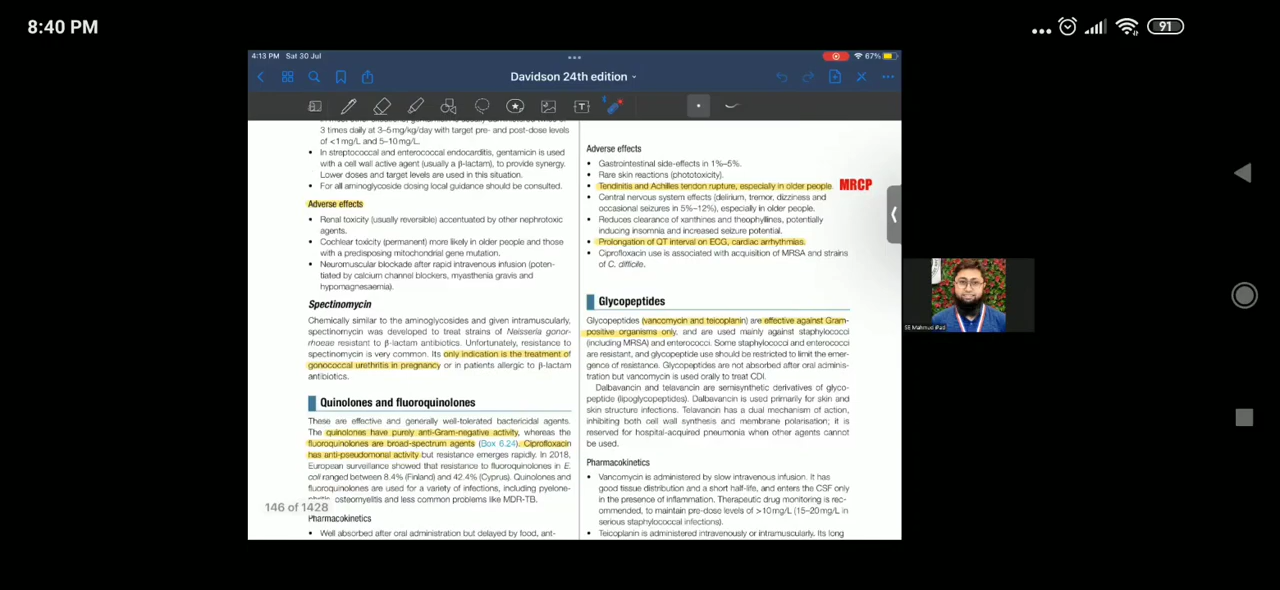 8:40 PM
91
4:13 PM Sat 30 Jul
67%
Davidson 24th edition
3 times daily at 3–5 mg/kg/day with target pre- and post-dose levels
of <1 mg/L and 5–10 mg/L.
• In streptococcal and enterococcal endocarditis, gentamicin is used
with a cell wall active agent (usually a β-lactam), to provide synergy.
Lower doses and target levels are used in this situation.
• For all aminoglycoside dosing local guidance should be consulted.
Adverse effects
• Renal toxicity (usually reversible) accentuated by other nephrotoxic
agents.
• Cochlear toxicity (permanent) more likely in older people and those
with a predisposing mitochondrial gene mutation.
• Neuromuscular blockade after rapid intravenous infusion (poten-
tiated by calcium channel blockers, myasthenia gravis and
hypomagnesaemia).
Spectinomycin
Chemically similar to the aminoglycosides and given intramuscularly,
spectinomycin was developed to treat strains of Neisseria gonor-
rhoeae resistant to β-lactam antibiotics. Unfortunately, resistance to
spectinomycin is very common. Its only indication is the treatment of
gonococcal urethritis in pregnancy or in patients allergic to β-lactam
antibiotics.
Quinolones and fluoroquinolones
These are effective and generally well-tolerated bactericidal agents.
The quinolones have purely anti-Gram-negative activity, whereas the
fluoroquinolones are broad-spectrum agents (Box 6.24). Ciprofloxacin
has anti-pseudomonal activity but resistance emerges rapidly. In 2018,
European surveillance showed that resistance to fluoroquinolones in E.
coli ranged between 8.4% (Finland) and 42.4% (Cyprus). Quinolones and
fluoroquinolones are used for a variety of infections, including pyelone-
osteomyelitis and less common problems like MDR-TB.
146 of 1428
Pharmacokinetics
• Well absorbed after oral administration but delayed by food, ant-
Adverse effects
• Gastrointestinal side-effects in 1%–5%.
• Rare skin reactions (phototoxicity).
• Tendinitis and Achilles tendon rupture, especially in older people. MRCP
• Central nervous system effects (delirium, tremor, dizziness and
occasional seizures in 5%–12%), especially in older people.
• Reduces clearance of xanthines and theophyllines, potentially
inducing insomnia and increased seizure potential.
• Prolongation of QT interval on ECG, cardiac arrhythmias.
• Ciprofloxacin use is associated with acquisition of MRSA and strains
of C. difficile.
Glycopeptides
Glycopeptides (vancomycin and teicoplanin) are effective against Gram-
positive organisms only, and are used mainly against staphylococci
(including MRSA) and enterococci. Some staphylococci and enterococci
are resistant, and glycopeptide use should be restricted to limit the emer-
gence of resistance. Glycopeptides are not absorbed after oral adminis-
tration but vancomycin is used orally to treat CDI.
Dalbavancin and telavancin are semisynthetic derivatives of glyco-
peptide (lipoglycopeptides). Dalbavancin is used primarily for skin and
skin structure infections. Telavancin has a dual mechanism of action,
inhibiting both cell wall synthesis and membrane polarisation; it is
reserved for hospital-acquired pneumonia when other agents cannot
be used.
Pharmacokinetics
• Vancomycin is administered by slow intravenous infusion. It has
good tissue distribution and a short half-life, and enters the CSF only
in the presence of inflammation. Therapeutic drug monitoring is rec-
ommended, to maintain pre-dose levels of >10 mg/L (15–20 mg/L in
serious staphylococcal infections).
• Teicoplanin is administered intravenously or intramuscularly. Its long
SE Mahmud iPad